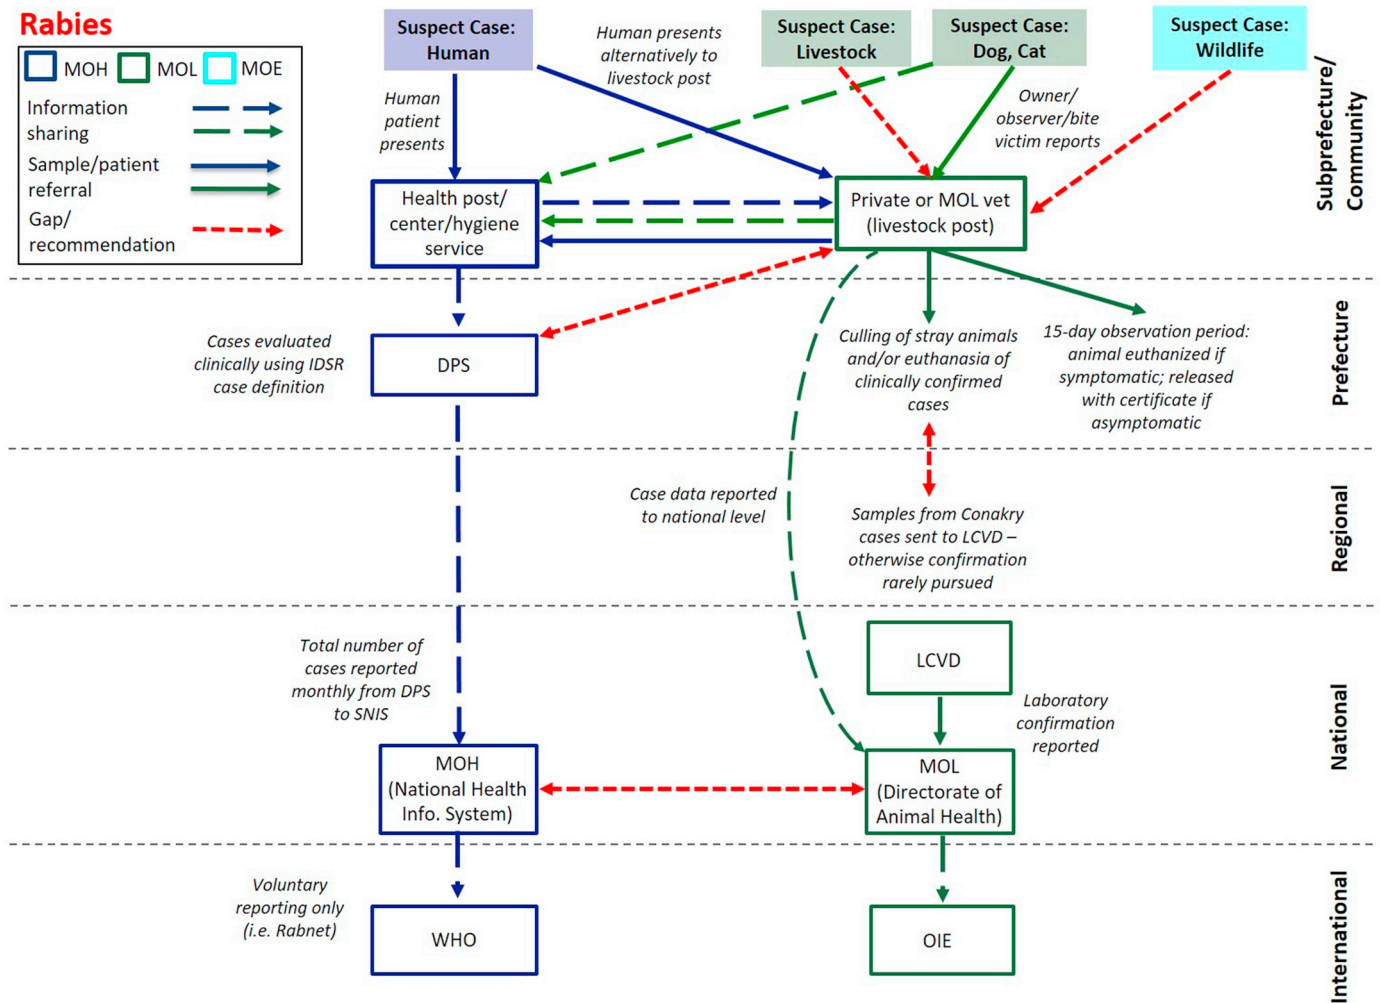 Rabies
MOH
MOL
MOE
Information
sharing
Sample/patient
referral
Gap/
recommendation
Suspect Case:
Human
Human presents
alternatively to
livestock post
Suspect Case:
Livestock
Suspect Case:
Dog, Cat
Suspect Case:
Wildlife
Subprefecture/
Community
Human
patient
presents
Owner/
observer/bite
victim reports
Health post/
center/hygiene
service
Private or MOL vet
(livestock post)
Prefecture
Cases evaluated
clinically using IDSR
case definition
DPS
Culling of stray animals
and/or euthanasia of
clinically confirmed
cases
15-day observation period:
animal euthanized if
symptomatic; released
with certificate if
asymptomatic
Regional
Case data reported
to national level
Samples from Conakry
cases sent to LCVD –
otherwise confirmation
rarely pursued
National
Total number of
cases reported
monthly from DPS
to SNIS
LCVD
Laboratory
confirmation
reported
MOH
(National Health
Info. System)
MOL
(Directorate of
Animal Health)
International
Voluntary
reporting only
(i.e. Rabnet)
WHO
OIE